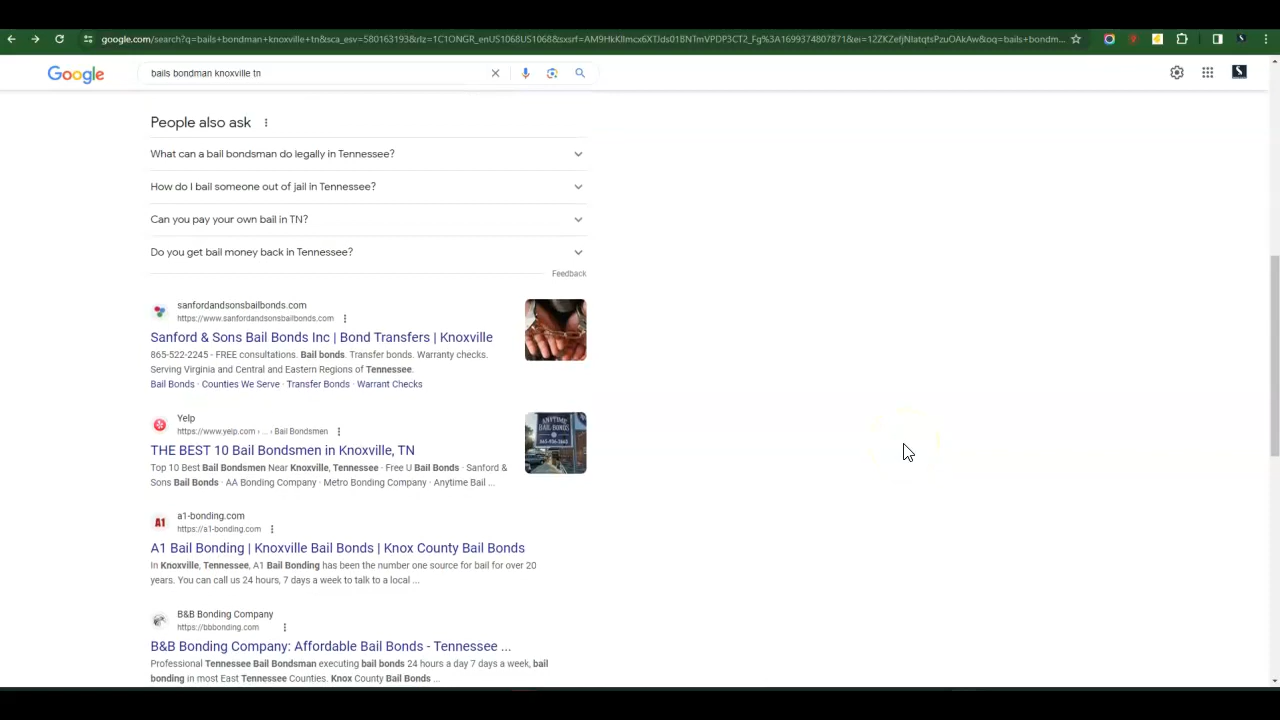 google.com/search?q=bails+bondman+knoxville+tn&sca_esv=580163193&rlz=1C1ONGR_enUS1068US1068&sxsrf=
Google
bails bondman knoxville tn
People also ask
What can a bail bondsman do legally in Tennessee?
How do I bail someone out of jail in Tennessee?
Can you pay your own bail in TN?
Do you get bail money back in Tennessee?
Feedback
sanfordandsonsbailbonds.com
https://www.sanfordandsonsbailbonds.com
Sanford & Sons Bail Bonds Inc | Bond Transfers | Knoxville
865-522-2245 - FREE consultations. Bail bonds. Transfer bonds. Warranty checks.
Serving Virginia and Central and Eastern Regions of Tennessee.
Bail Bonds · Counties We Serve · Transfer Bonds · Warrant Checks
Yelp
https://www.yelp.com › ... › Bail Bondsmen
THE BEST 10 Bail Bondsmen in Knoxville, TN
Top 10 Best Bail Bondsmen Near Knoxville, Tennessee · Free U Bail Bonds · Sanford &
Sons Bail Bonds · AA Bonding Company · Metro Bonding Company · Anytime Bail ...
ANYTIME
BAIL BONDS
A1
a1-bonding.com
https://a1-bonding.com
A1 Bail Bonding | Knoxville Bail Bonds | Knox County Bail Bonds
In Knoxville, Tennessee, A1 Bail Bonding has been the number one source for bail for over 20
years. You can call us 24 hours, 7 days a week to talk to a local ...
B&B Bonding Company
https://bbbonding.com
B&B Bonding Company: Affordable Bail Bonds - Tennessee ...
Professional Tennessee Bail Bondsman executing bail bonds 24 hours a day 7 days a week, bail
bonding in most East Tennessee Counties. Knox County Bail Bonds ...